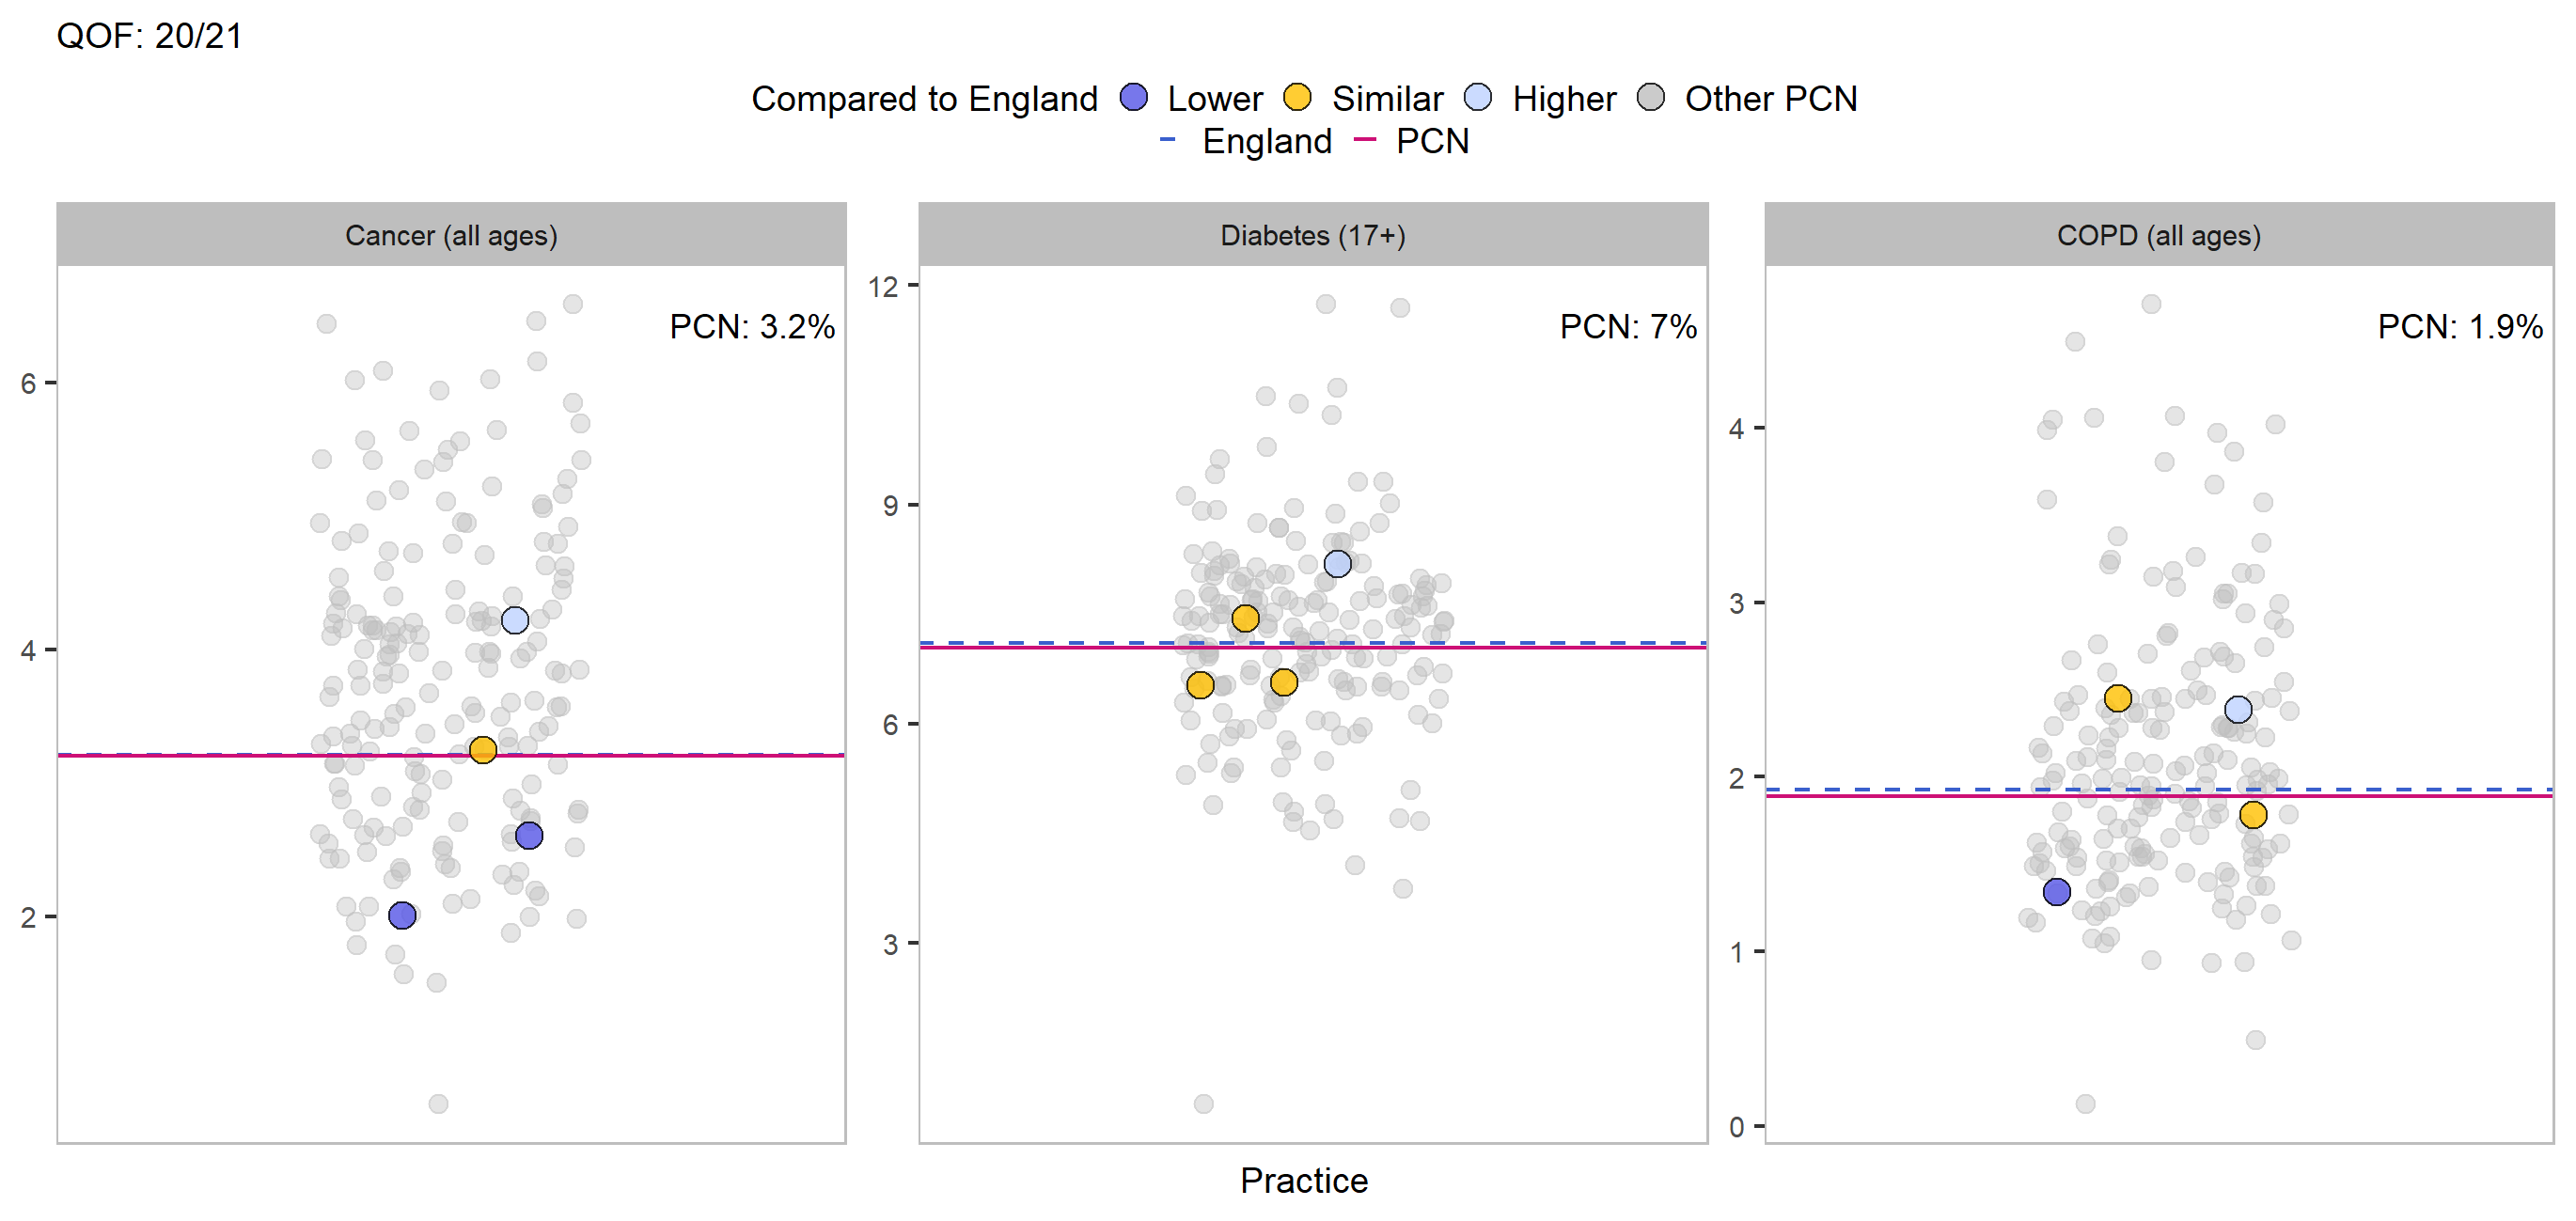 QOF: 20/21
Compared to England Lower Similar Higher Other PCN
England PCN
Cancer (all ages)
PCN: 3.2%
6
4
2
Diabetes (17+)
PCN: 7%
12
9
6
3
COPD (all ages)
PCN: 1.9%
4
3
2
1
0
Practice